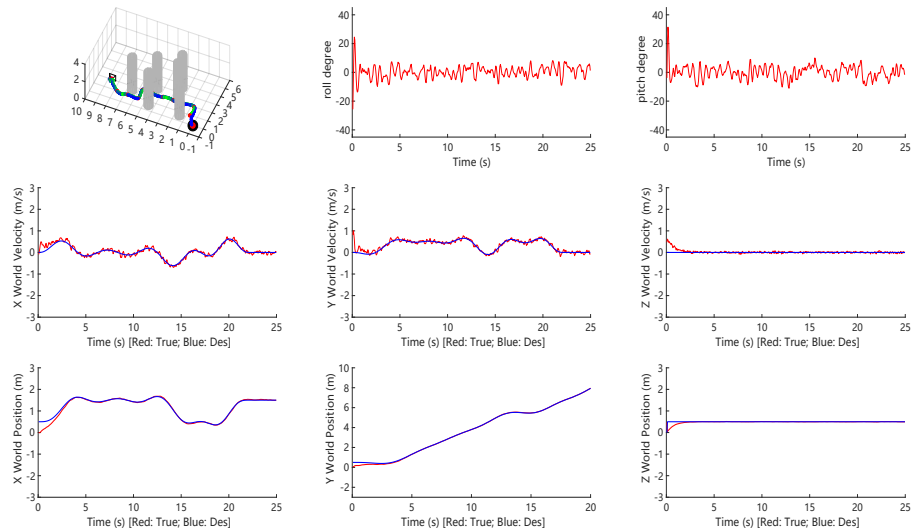 4
2
0
10 9 8 7 6 5 4 3 2 1 0 -1
6
5
4
3
2
1
0
-1
roll degree
40
20
0
-20
-40
0 5 10 15 20 25
Time (s)
pitch degree
40
20
0
-20
-40
0 5 10 15 20 25
Time (s)
X World Velocity (m/s)
3
2
1
0
-1
-2
-3
0 5 10 15 20 25
Time (s) [Red: True; Blue: Des]
Y World Velocity (m/s)
3
2
1
0
-1
-2
-3
0 5 10 15 20 25
Time (s) [Red: True; Blue: Des]
Z World Velocity (m/s)
3
2
1
0
-1
-2
-3
0 5 10 15 20 25
Time (s) [Red: True; Blue: Des]
X World Position (m)
3
2
1
0
-1
-2
-3
0 5 10 15 20 25
Time (s) [Red: True; Blue: Des]
Y World Position (m)
10
8
6
4
2
0
-2
0 5 10 15 20
Time (s) [Red: True; Blue: Des]
Z World Position (m)
3
2
1
0
-1
-2
-3
0 5 10 15 20 25
Time (s) [Red: True; Blue: Des]